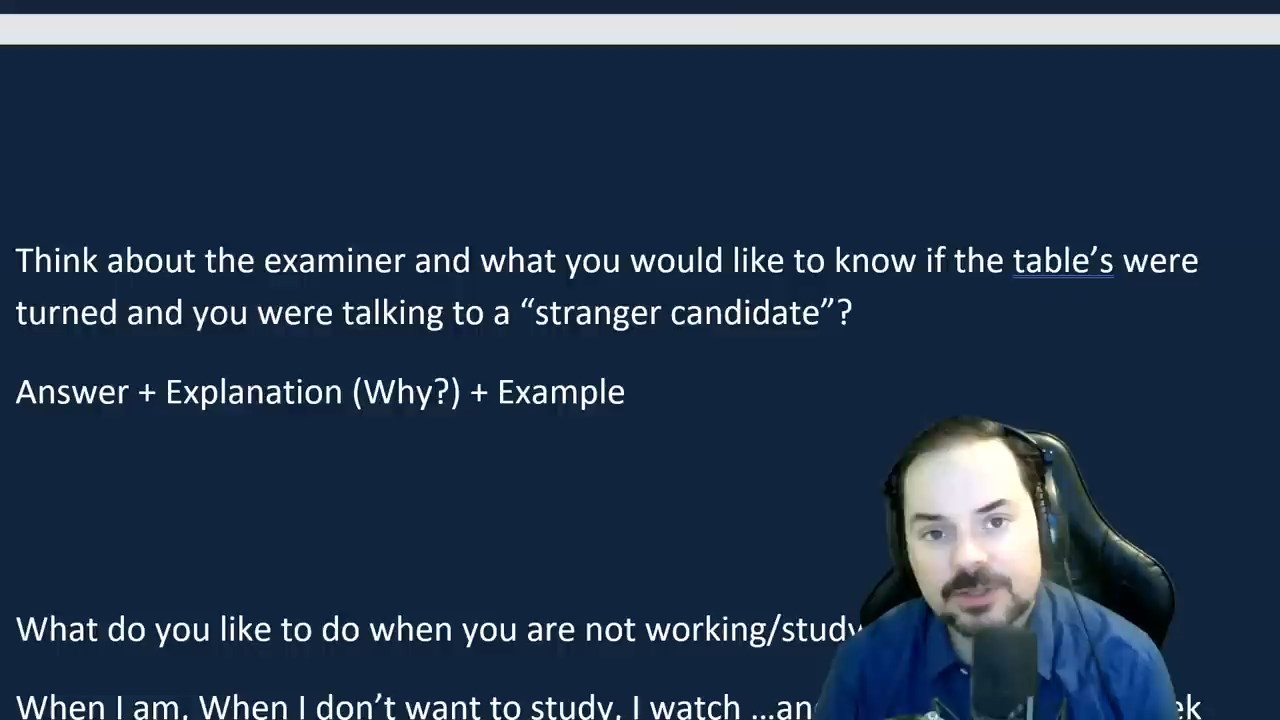 Think about the examiner and what you would like to know if the table’s were
turned and you were talking to a “stranger candidate”?
Answer + Explanation (Why?) + Example
What do you like to do when you are not working/study
When I am, When I don’t want to study, I watch …an